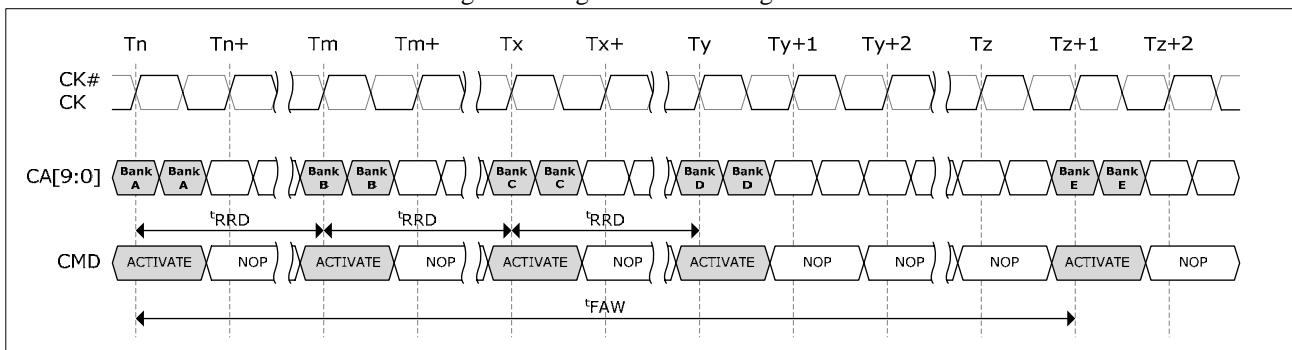 Tn Tn+ Tm Tm+ Tx Tx+ Ty Ty+1 Ty+2 Tz Tz+1 Tz+2
CK#
CK
CA[9:0] Bank A Bank A Bank B Bank B Bank C Bank C Bank D Bank D Bank E Bank E
tRRD tRRD tRRD
CMD ACTIVATE NOP ACTIVATE NOP ACTIVATE NOP ACTIVATE NOP NOP NOP ACTIVATE NOP
tFAW